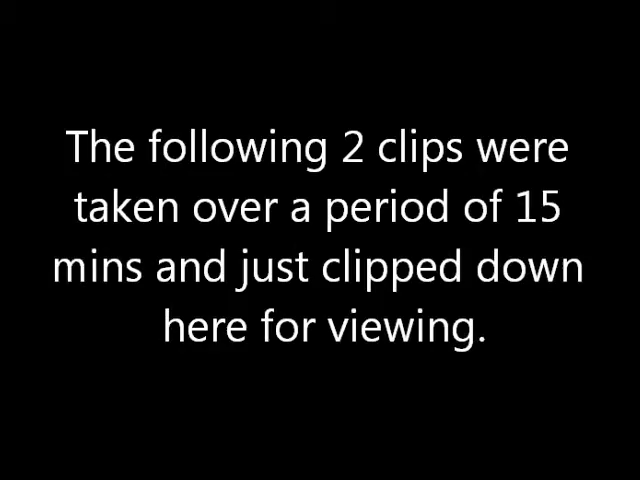 The following 2 clips were
taken over a period of 15
mins and just clipped down
here for viewing.